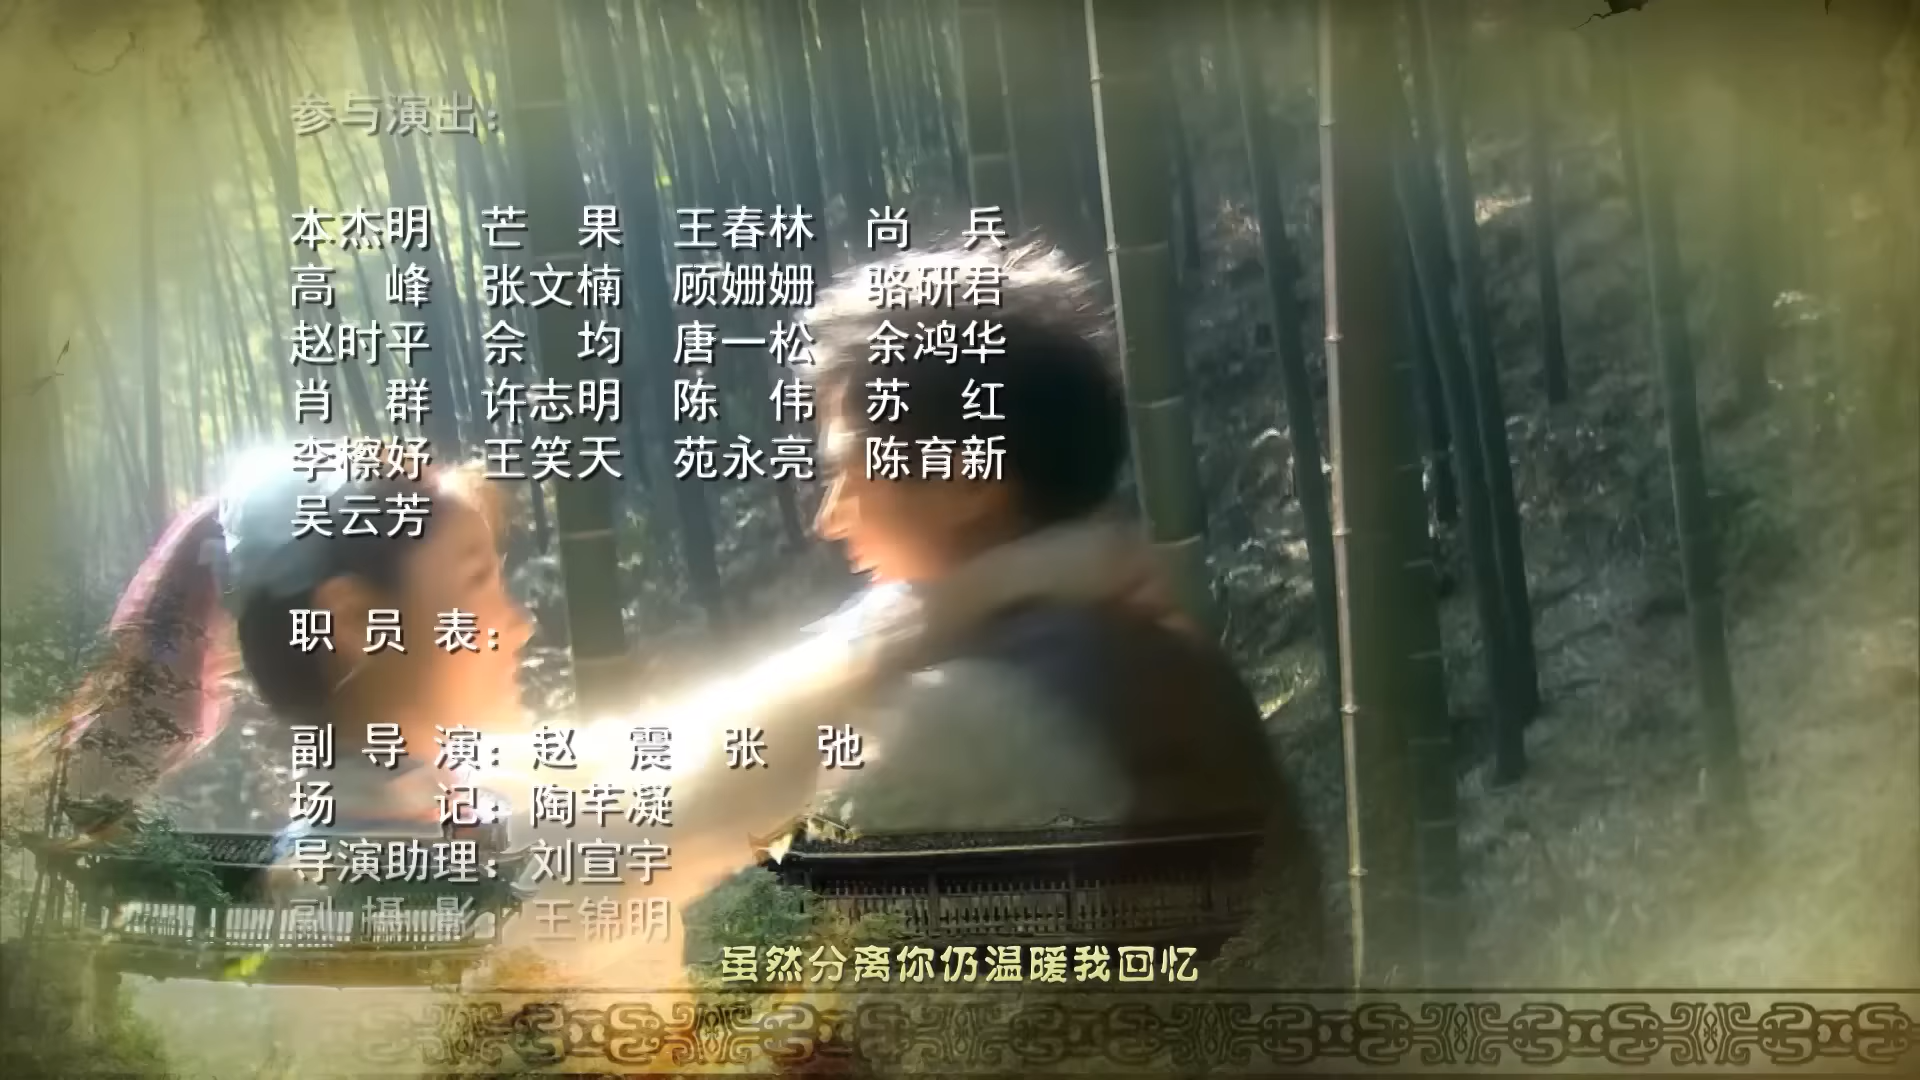 参与演出:
本杰明 芒 果 王春林 尚 兵
高 峰 张文楠 顾姗姗 骆研君
赵时平 佘 均 唐一松 余鸿华
肖 群 许志明 陈 伟 苏 红
李檫妤 王笑天 苑永亮 陈育新
吴云芳
职 员 表:
副 导 演: 赵 震 张 弛
场 记: 陶芊凝
导演助理: 刘宣宇
副 摄 影: 王锦明
虽然分离你仍温暖我回忆